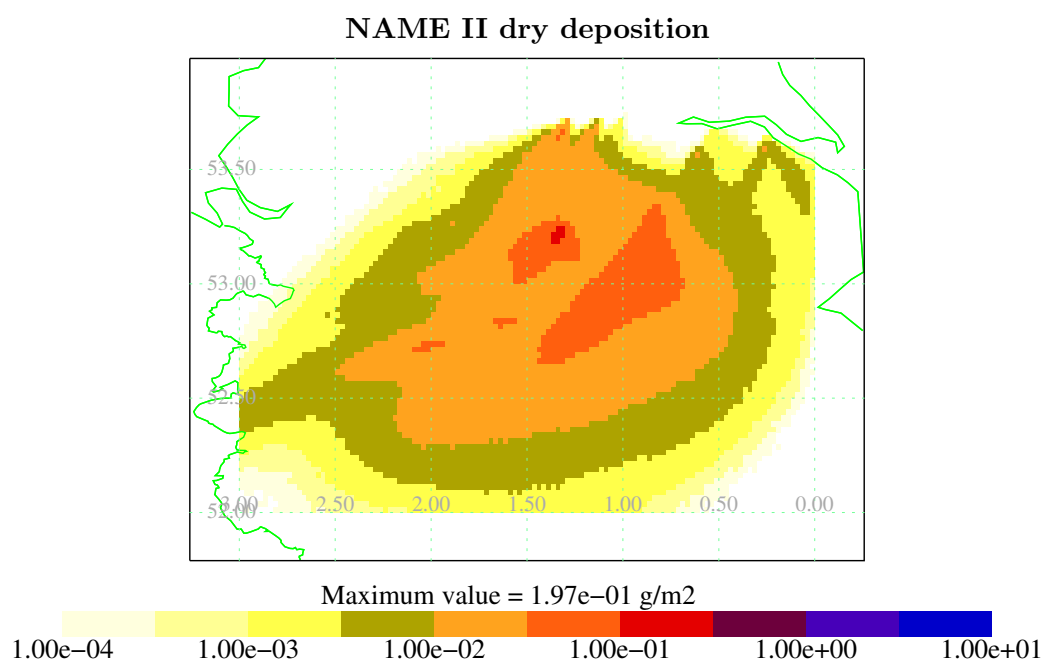 NAME II dry deposition
53.50
53.00
52.50
3.00 2.50 2.00 1.50 1.00 0.50 0.00
52.00
Maximum value = 1.97e−01 g/m2
1.00e−04 1.00e−03 1.00e−02 1.00e−01 1.00e+00 1.00e+01